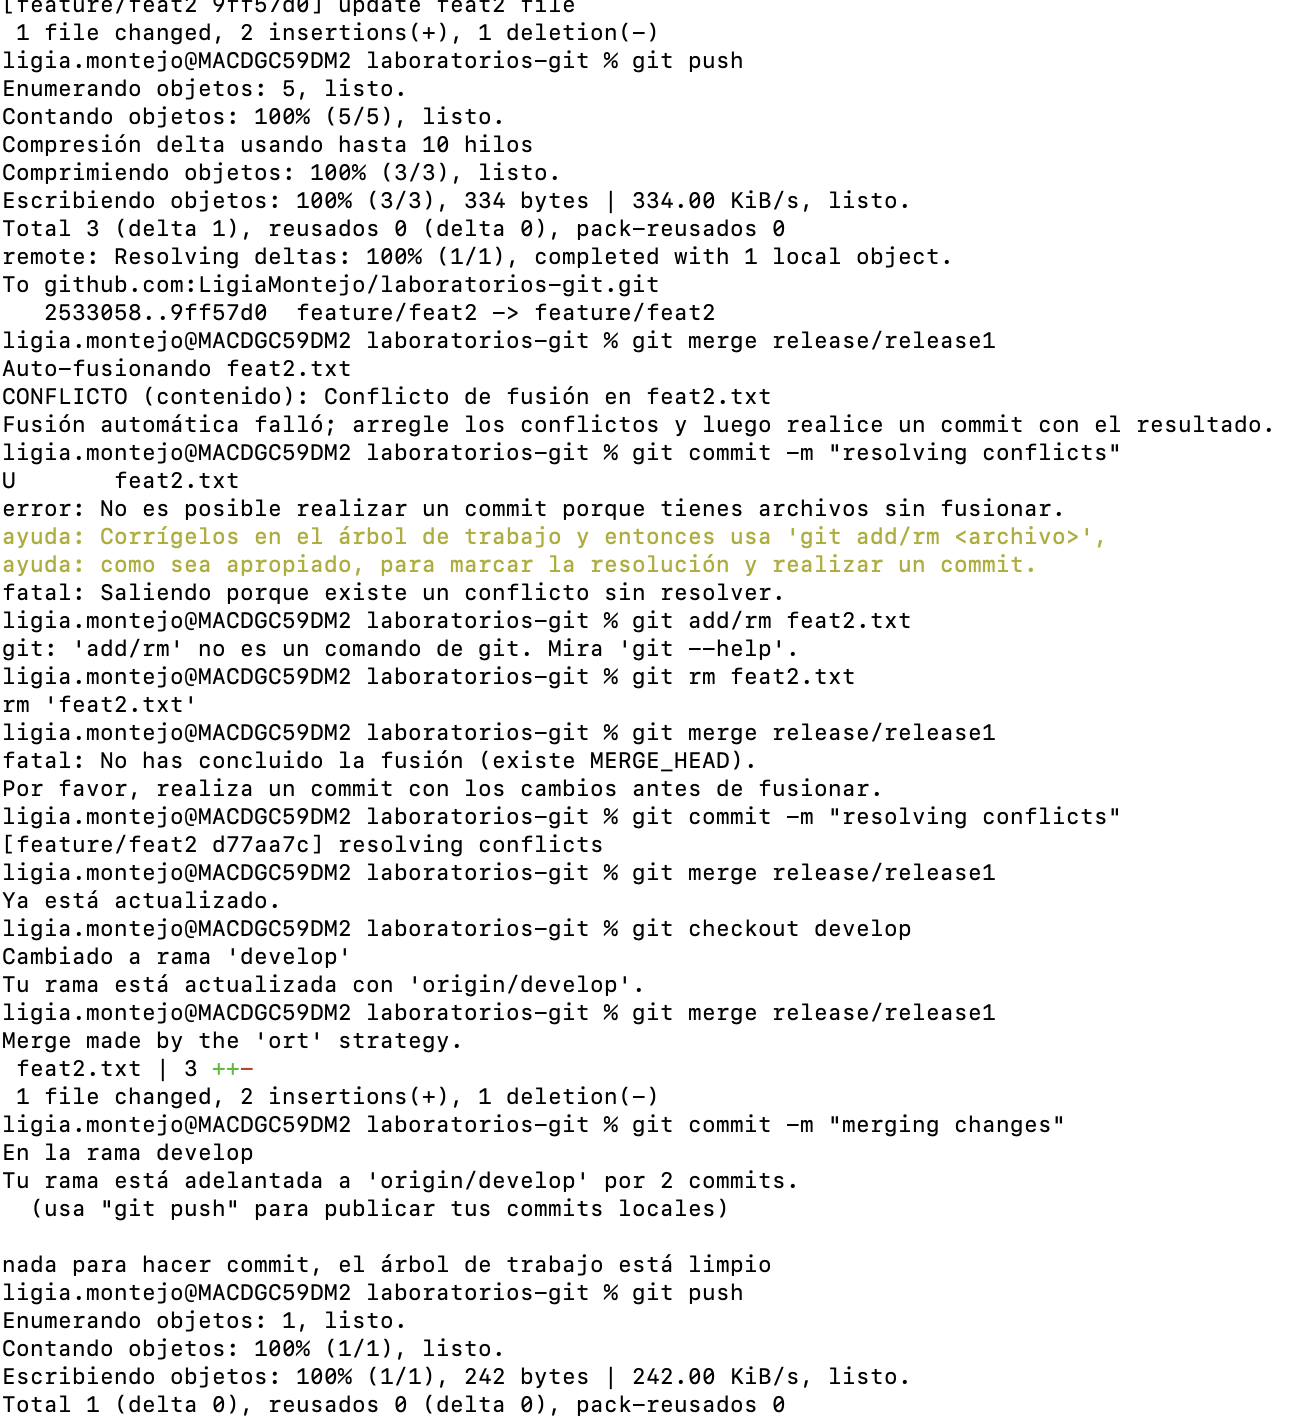 [feature/feat2 9ff57d0] update feat2 file
 1 file changed, 2 insertions(+), 1 deletion(-)
ligia.montejo@MACDGC59DM2 laboratorios-git % git push
Enumerando objetos: 5, listo.
Contando objetos: 100% (5/5), listo.
Compresión delta usando hasta 10 hilos
Comprimiendo objetos: 100% (3/3), listo.
Escribiendo objetos: 100% (3/3), 334 bytes | 334.00 KiB/s, listo.
Total 3 (delta 1), reusados 0 (delta 0), pack-reusados 0
remote: Resolving deltas: 100% (1/1), completed with 1 local object.
To github.com:LigiaMontejo/laboratorios-git.git
   2533058..9ff57d0  feature/feat2 -> feature/feat2
ligia.montejo@MACDGC59DM2 laboratorios-git % git merge release/release1
Auto-fusionando feat2.txt
CONFLICTO (contenido): Conflicto de fusión en feat2.txt
Fusión automática falló; arregle los conflictos y luego realice un commit con el resultado.
ligia.montejo@MACDGC59DM2 laboratorios-git % git commit -m "resolving conflicts"
U       feat2.txt
error: No es posible realizar un commit porque tienes archivos sin fusionar.
ayuda: Corrígelos en el árbol de trabajo y entonces usa 'git add/rm <archivo>',
ayuda: como sea apropiado, para marcar la resolución y realizar un commit.
fatal: Saliendo porque existe un conflicto sin resolver.
ligia.montejo@MACDGC59DM2 laboratorios-git % git add/rm feat2.txt
git: 'add/rm' no es un comando de git. Mira 'git --help'.
ligia.montejo@MACDGC59DM2 laboratorios-git % git rm feat2.txt
rm 'feat2.txt'
ligia.montejo@MACDGC59DM2 laboratorios-git % git merge release/release1
fatal: No has concluido la fusión (existe MERGE_HEAD).
Por favor, realiza un commit con los cambios antes de fusionar.
ligia.montejo@MACDGC59DM2 laboratorios-git % git commit -m "resolving conflicts"
[feature/feat2 d77aa7c] resolving conflicts
ligia.montejo@MACDGC59DM2 laboratorios-git % git merge release/release1
Ya está actualizado.
ligia.montejo@MACDGC59DM2 laboratorios-git % git checkout develop
Cambiado a rama 'develop'
Tu rama está actualizada con 'origin/develop'.
ligia.montejo@MACDGC59DM2 laboratorios-git % git merge release/release1
Merge made by the 'ort' strategy.
 feat2.txt | 3 ++-
 1 file changed, 2 insertions(+), 1 deletion(-)
ligia.montejo@MACDGC59DM2 laboratorios-git % git commit -m "merging changes"
En la rama develop
Tu rama está adelantada a 'origin/develop' por 2 commits.
  (usa "git push" para publicar tus commits locales)

nada para hacer commit, el árbol de trabajo está limpio
ligia.montejo@MACDGC59DM2 laboratorios-git % git push
Enumerando objetos: 1, listo.
Contando objetos: 100% (1/1), listo.
Escribiendo objetos: 100% (1/1), 242 bytes | 242.00 KiB/s, listo.
Total 1 (delta 0), reusados 0 (delta 0), pack-reusados 0